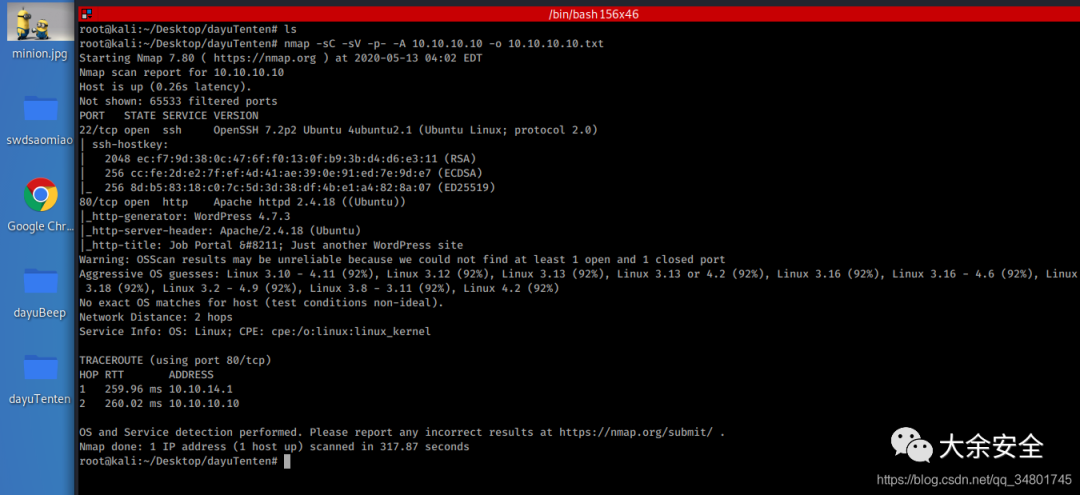 /bin/bash 156x46
minion.jpg
swdsaomiao
Google Chr...
dayuBeep
dayuTenten
root@kali:~/Desktop/dayuTenten# ls
root@kali:~/Desktop/dayuTenten# nmap -sC -sV -p- -A 10.10.10.10 -o 10.10.10.10.txt
Starting Nmap 7.80 ( https://nmap.org ) at 2020-05-13 04:02 EDT
Nmap scan report for 10.10.10.10
Host is up (0.26s latency).
Not shown: 65533 filtered ports
PORT   STATE SERVICE VERSION
22/tcp open  ssh     OpenSSH 7.2p2 Ubuntu 4ubuntu2.1 (Ubuntu Linux; protocol 2.0)
| ssh-hostkey:
|   2048 ec:f7:9d:38:0c:47:6f:f0:13:0f:b9:3b:d4:d6:e3:11 (RSA)
|   256 cc:fe:2d:e2:7f:ef:4d:41:ae:39:0e:91:ed:7e:9d:e7 (ECDSA)
|_  256 8d:b5:83:18:c0:7c:5d:3d:38:df:4b:e1:a4:82:8a:07 (ED25519)
80/tcp open  http    Apache httpd 2.4.18 ((Ubuntu))
|_http-generator: WordPress 4.7.3
|_http-server-header: Apache/2.4.18 (Ubuntu)
|_http-title: Job Portal &#8211; Just another WordPress site
Warning: OSScan results may be unreliable because we could not find at least 1 open and 1 closed port
Aggressive OS guesses: Linux 3.10 - 4.11 (92%), Linux 3.12 (92%), Linux 3.13 (92%), Linux 3.13 or 4.2 (92%), Linux 3.16 (92%), Linux 3.16 - 4.6 (92%), Linux
3.18 (92%), Linux 3.2 - 4.9 (92%), Linux 3.8 - 3.11 (92%), Linux 4.2 (92%)
No exact OS matches for host (test conditions non-ideal).
Network Distance: 2 hops
Service Info: OS: Linux; CPE: cpe:/o:linux:linux_kernel
TRACEROUTE (using port 80/tcp)
HOP RTT       ADDRESS
1   259.96 ms 10.10.14.1
2   260.02 ms 10.10.10.10
OS and Service detection performed. Please report any incorrect results at https://nmap.org/submit/ .
Nmap done: 1 IP address (1 host up) scanned in 317.87 seconds
root@kali:~/Desktop/dayuTenten#
大余安全
https://blog.csdn.net/qq_34801745